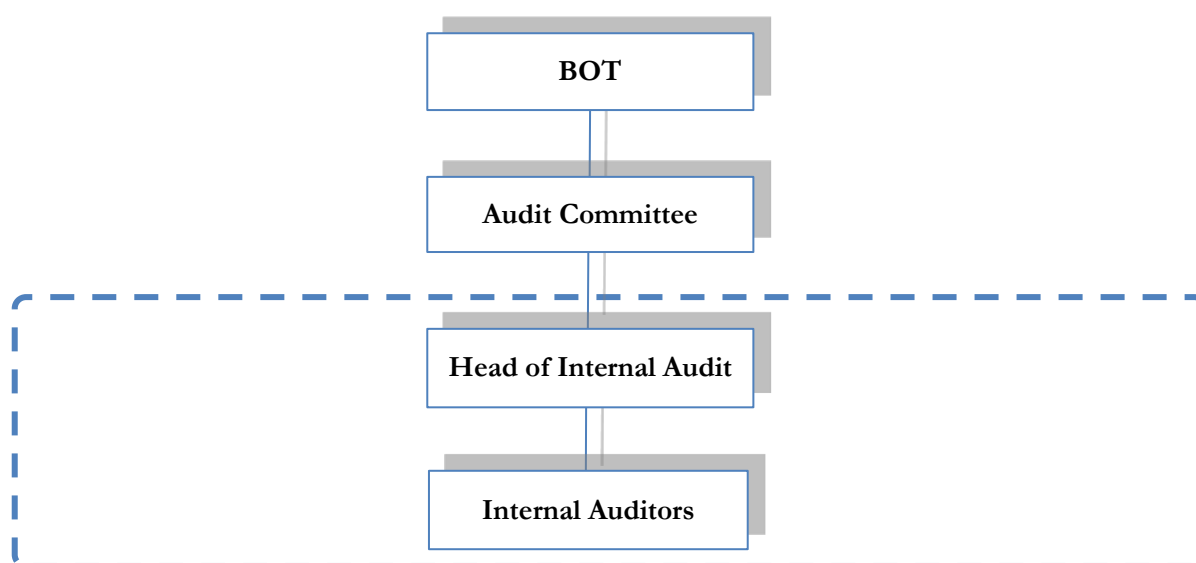 BOT
Audit Committee
Head of Internal Audit
Internal Auditors